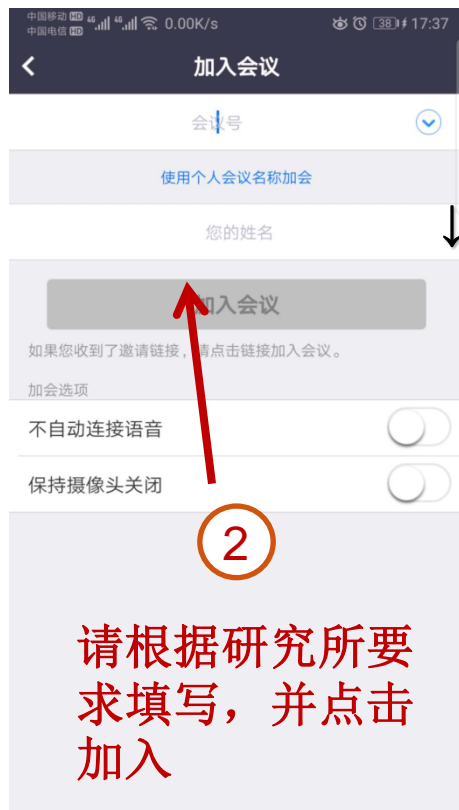 中国移动 HD 46 46 0.00K/s 38 17:37
中国电信 HD
加入会议
会议号
使用个人会议名称加会
您的姓名
加入会议
如果您收到了邀请链接，请点击链接加入会议。
加会选项
不自动连接语音
保持摄像头关闭
2
请根据研究所要
求填写，并点击
加入